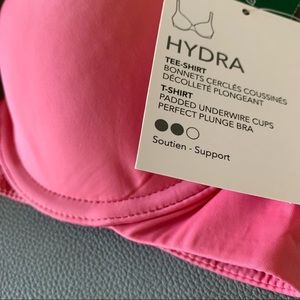 HYDRA
TEE-SHIRT
BONNETS CERCLÉS COUSSINÉS
DÉCOLLETÉ PLONGEANT
T-SHIRT
PADDED UNDERWIRE CUPS
PERFECT PLUNGE BRA
Soutien - Support